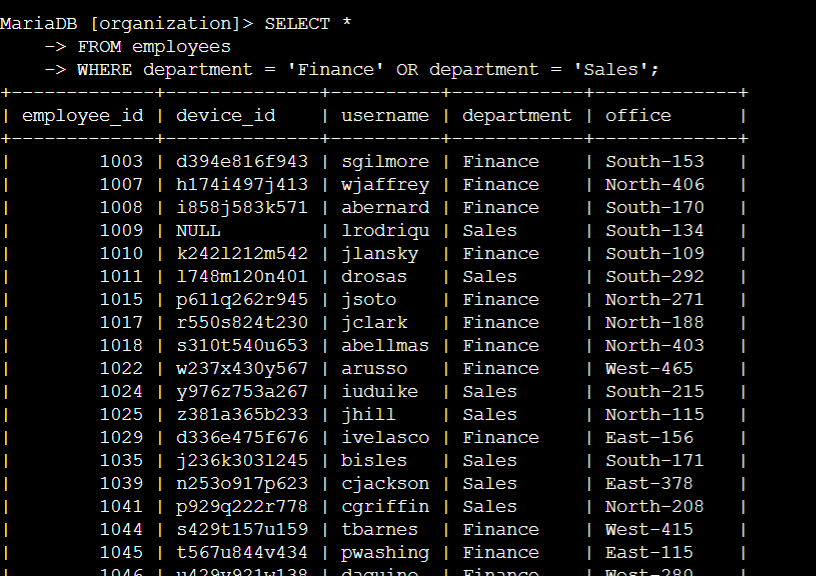 MariaDB [organization]> SELECT *
    -> FROM employees
    -> WHERE department = 'Finance' OR department = 'Sales';
+-------------+--------------+----------+------------+-------------+
| employee_id | device_id    | username | department | office      |
+-------------+--------------+----------+------------+-------------+
|        1003 | d394e816f943 | sgilmore | Finance    | South-153   |
|        1007 | h174i497j413 | wjaffrey | Finance    | North-406   |
|        1008 | i858j583k571 | abernard | Finance    | South-170   |
|        1009 | NULL         | lrodriqu | Sales      | South-134   |
|        1010 | k242l212m542 | jlansky  | Finance    | South-109   |
|        1011 | l748m120n401 | drosas   | Sales      | South-292   |
|        1015 | p611q262r945 | jsoto    | Finance    | North-271   |
|        1017 | r550s824t230 | jclark   | Finance    | North-188   |
|        1018 | s310t540u653 | abellmas | Finance    | North-403   |
|        1022 | w237x430y567 | arusso   | Finance    | West-465    |
|        1024 | y976z753a267 | iuduike  | Sales      | South-215   |
|        1025 | z381a365b233 | jhill    | Sales      | North-115   |
|        1029 | d336e475f676 | ivelasco | Finance    | East-156    |
|        1035 | j236k303l245 | bisles   | Sales      | South-171   |
|        1039 | n253o917p623 | cjackson | Sales      | East-378    |
|        1041 | p929q222r778 | cgriffin | Sales      | North-208   |
|        1044 | s429t157u159 | tbarnes  | Finance    | West-415    |
|        1045 | t567u844v434 | pwashing | Finance    | East-115    |
|        1046 | u429v921w138 | daquino  | Finance    | West-280    |